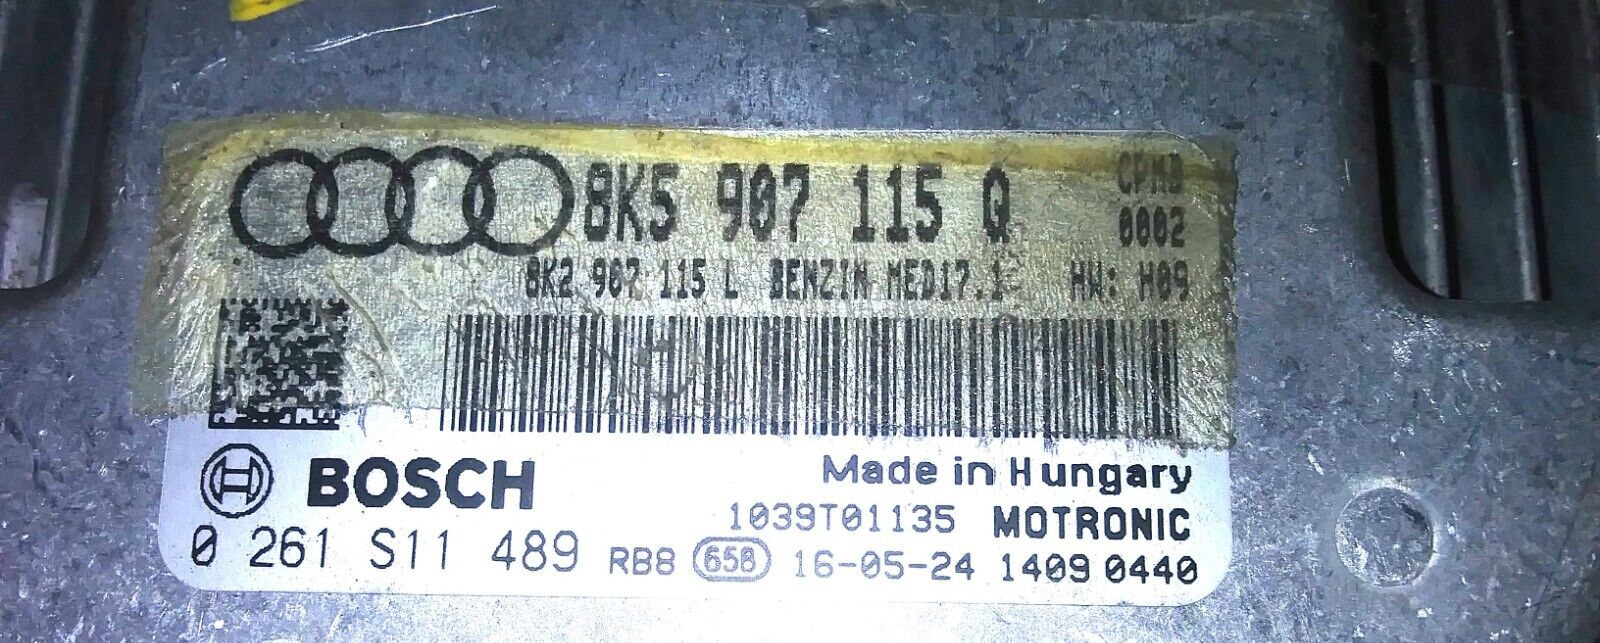 8K5 907 115 Q
0002
8K2 907 115 L BENZIN MED17.1 HW: H09
BOSCH
Made in Hungary
1039T01135 MOTRONIC
0 261 S11 489 RB8 658 16-05-24 1409 0440